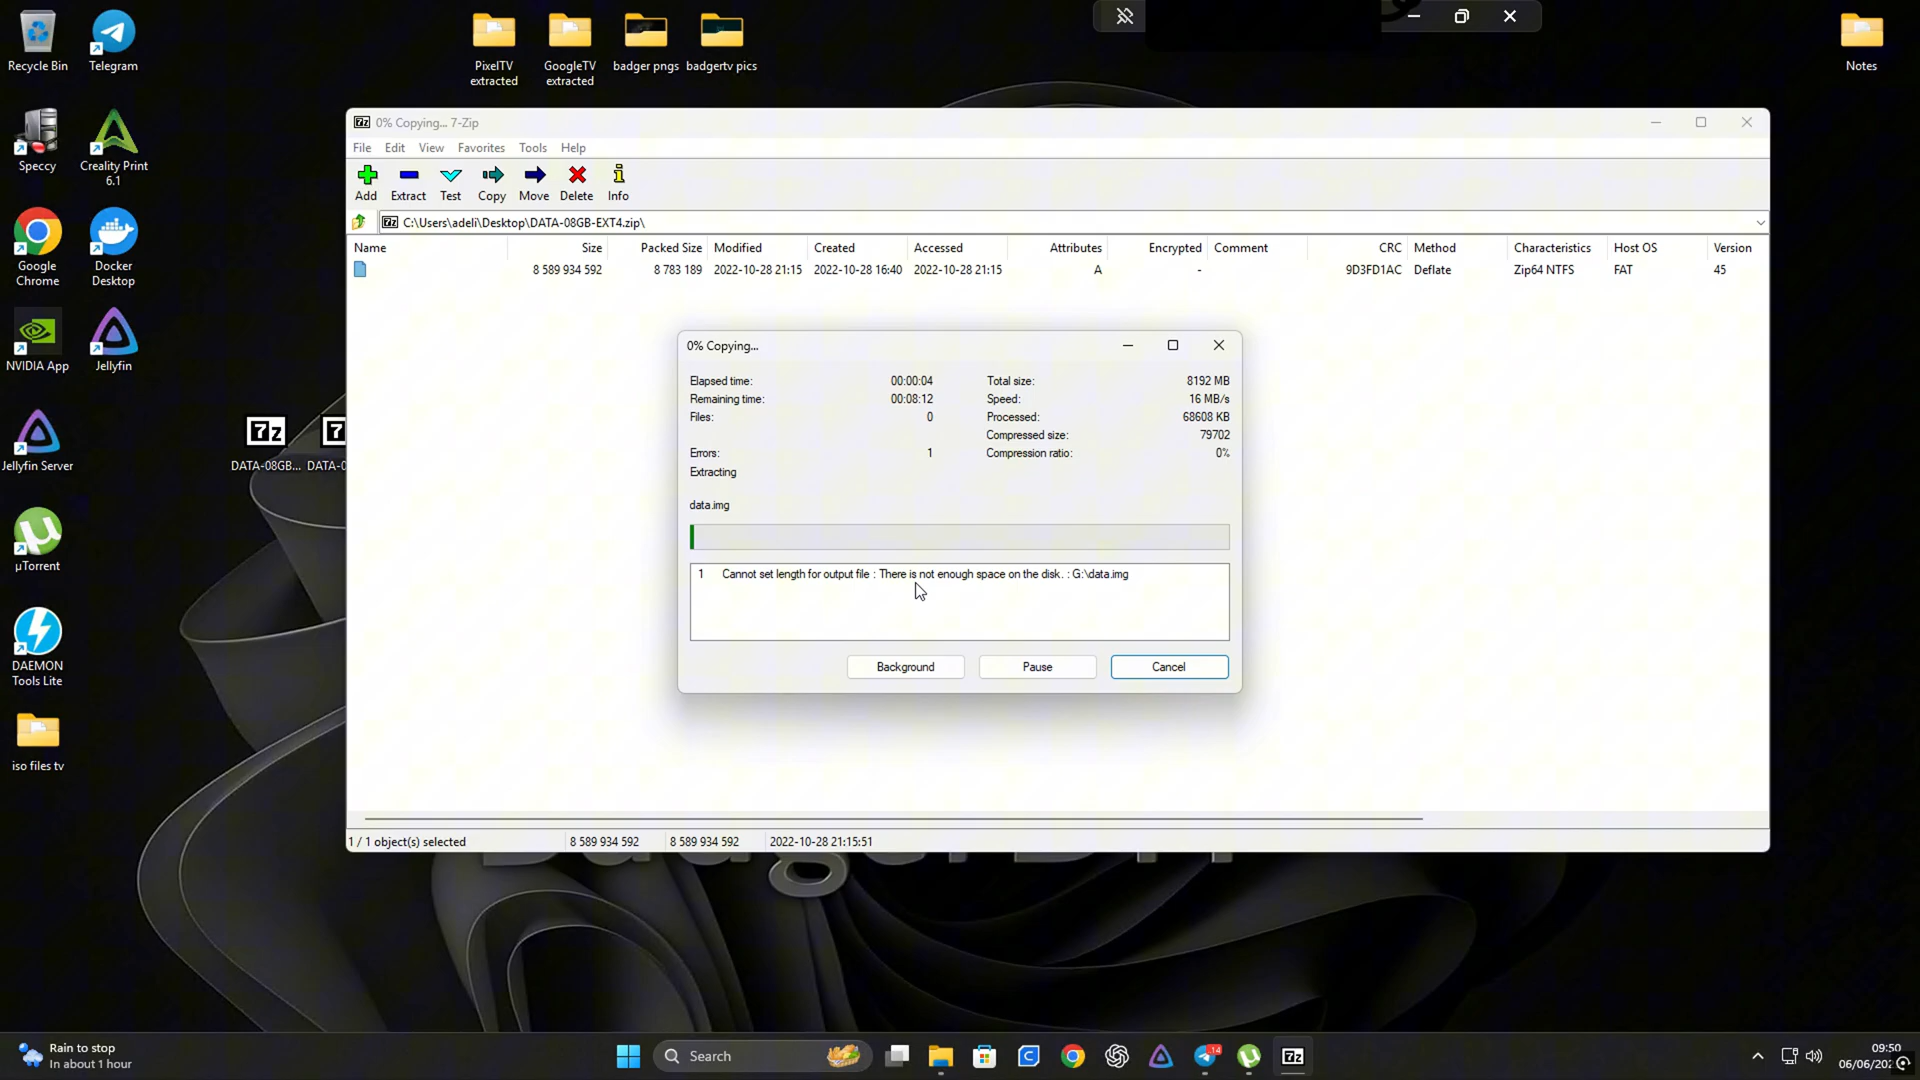 Recycle Bin
Telegram
PixelTV extracted
GoogleTV extracted
badger pngs
badgertv pics
Notes
Speccy
Creality Print 6.1
Google Chrome
Docker Desktop
NVIDIA App
Jellyfin
Jellyfin Server
DATA-08GB...
DATA-0
µTorrent
DAEMON Tools Lite
iso files tv
0% Copying... 7-Zip
File Edit View Favorites Tools Help
Add Extract Test Copy Move Delete Info
C:\Users\adeli\Desktop\DATA-08GB-EXT4.zip\
Name Size Packed Size Modified Created Accessed Attributes Encrypted Comment CRC Method Characteristics Host OS Version
8 589 934 592 8 783 189 2022-10-28 21:15 2022-10-28 16:40 2022-10-28 21:15 A - 9D3FD1AC Deflate Zip64 NTFS FAT 45
0% Copying...
Elapsed time: 00:00:04 Total size: 8192 MB
Remaining time: 00:08:12 Speed: 16 MB/s
Files: 0 Processed: 68608 KB
Compressed size: 79702
Errors: 1 Compression ratio: 0%
Extracting
data.img
1 Cannot set length for output file : There is not enough space on the disk. : G:\data.img
Background Pause Cancel
1 / 1 object(s) selected 8 589 934 592 8 589 934 592 2022-10-28 21:15:51
Rain to stop
In about 1 hour
Search
14
09:50